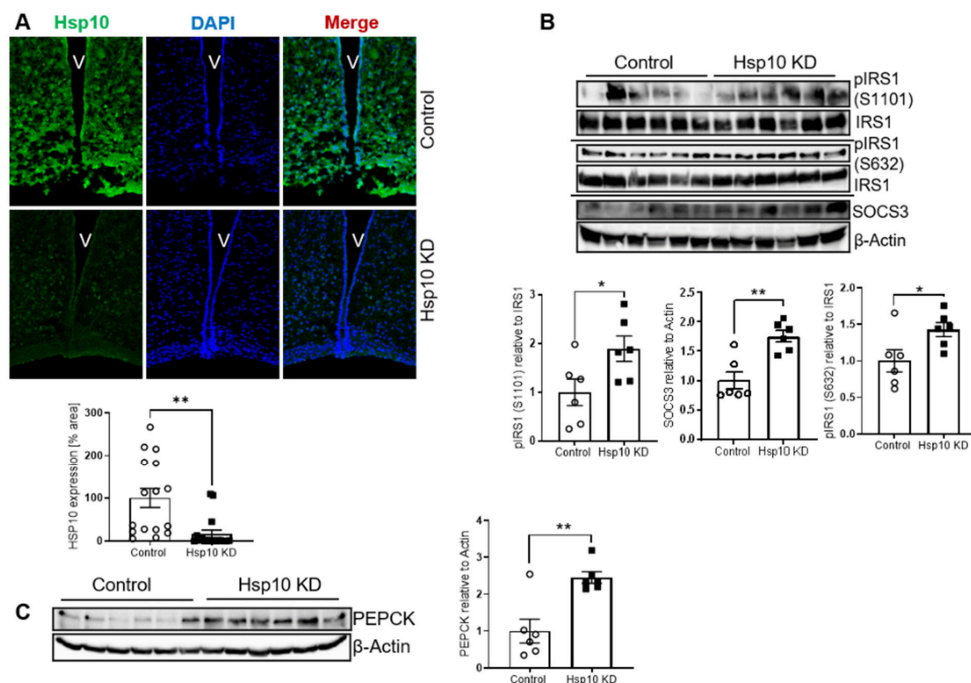 A
Hsp10 DAPI Merge
V V V
Control
V V V
Hsp10 KD
**
HSP10 expression [% area]
300
200
100
0
Control Hsp10 KD
B
Control Hsp10 KD
pIRS1
(S1101)
IRS1
pIRS1
(S632)
IRS1
SOCS3
β-Actin
*
pIRS1 (S1101) relative to IRS1
3
2
1
0
Control Hsp10 KD
**
SOCS3 relative to Actin
2.5
2.0
1.5
1.0
0.5
0.0
Control Hsp10 KD
*
pIRS1 (S632) relative to IRS1
2.0
1.5
1.0
0.5
0.0
Control Hsp10 KD
C
Control Hsp10 KD
PEPCK
β-Actin
**
PEPCK relative to Actin
4
3
2
1
0
Control Hsp10 KD